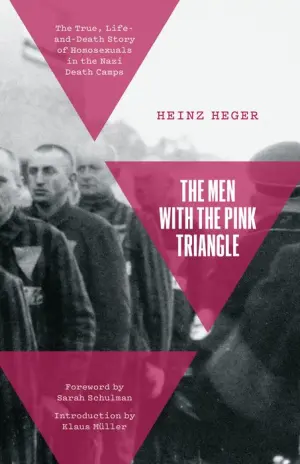 The True, Life-
and-Death Story
of Homosexuals
in the Nazi
Death Camps
HEINZ HEGER
THE MEN
WITH THE PINK
TRIANGLE
Foreword by
Sarah Schulman
Introduction by
Klaus Müller